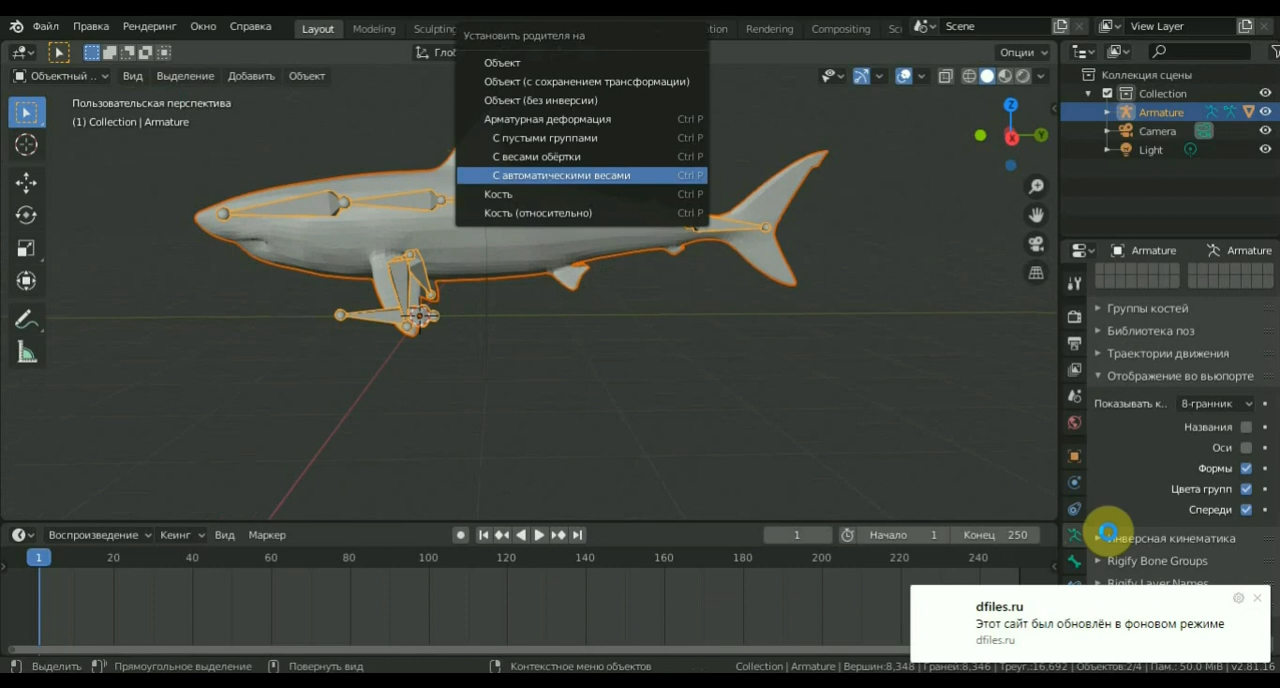 Файл Правка Рендеринг Окно Справка Layout Modeling Sculpting Rendering Compositing Scene View Layer
Установить родителя на
Объект
Объект (с сохранением трансформации)
Объект (без инверсии)
Арматурная деформация Ctrl P
С пустыми группами Ctrl P
С весами обёртки Ctrl P
С автоматическими весами Ctrl P
Кость Ctrl P
Кость (относительно) Ctrl P
Опции
Объектный .. Вид Выделение Добавить Объект
Пользовательская перспектива
(1) Collection | Armature
Z
Y
X
Коллекция сцены
Collection
Armature
Camera
Light
Armature Armature
Группы костей
Библиотека поз
Траектории движения
Отображение во вьюпорте
Показывать к.. 8-гранник
Названия
Оси
Формы
Цвета групп
Спереди
Инверсная кинематика
Rigify Bone Groups
Rigify Layer Names
Воспроизведение Кеинг Вид Маркер 1 Начало 1 Конец 250
1 20 40 60 80 100 120 140 160 180 200 220 240
dfiles.ru
Этот сайт был обновлён в фоновом режиме
dfiles.ru
Выделить Прямоугольное выделение Повернуть вид Контекстное меню объектов Collection | Armature | Вершин:8,348 | Граней:8,346 | Треуг.:16,692 | Объектов:2/4 | Пам.: 50.0 MiB | v2.81.16